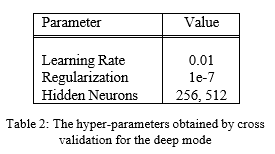 Parameter Value
Learning Rate 0.01
Regularization 1e-7
Hidden Neurons 256, 512
Table 2: The hyper-parameters obtained by cross
validation for the deep mode